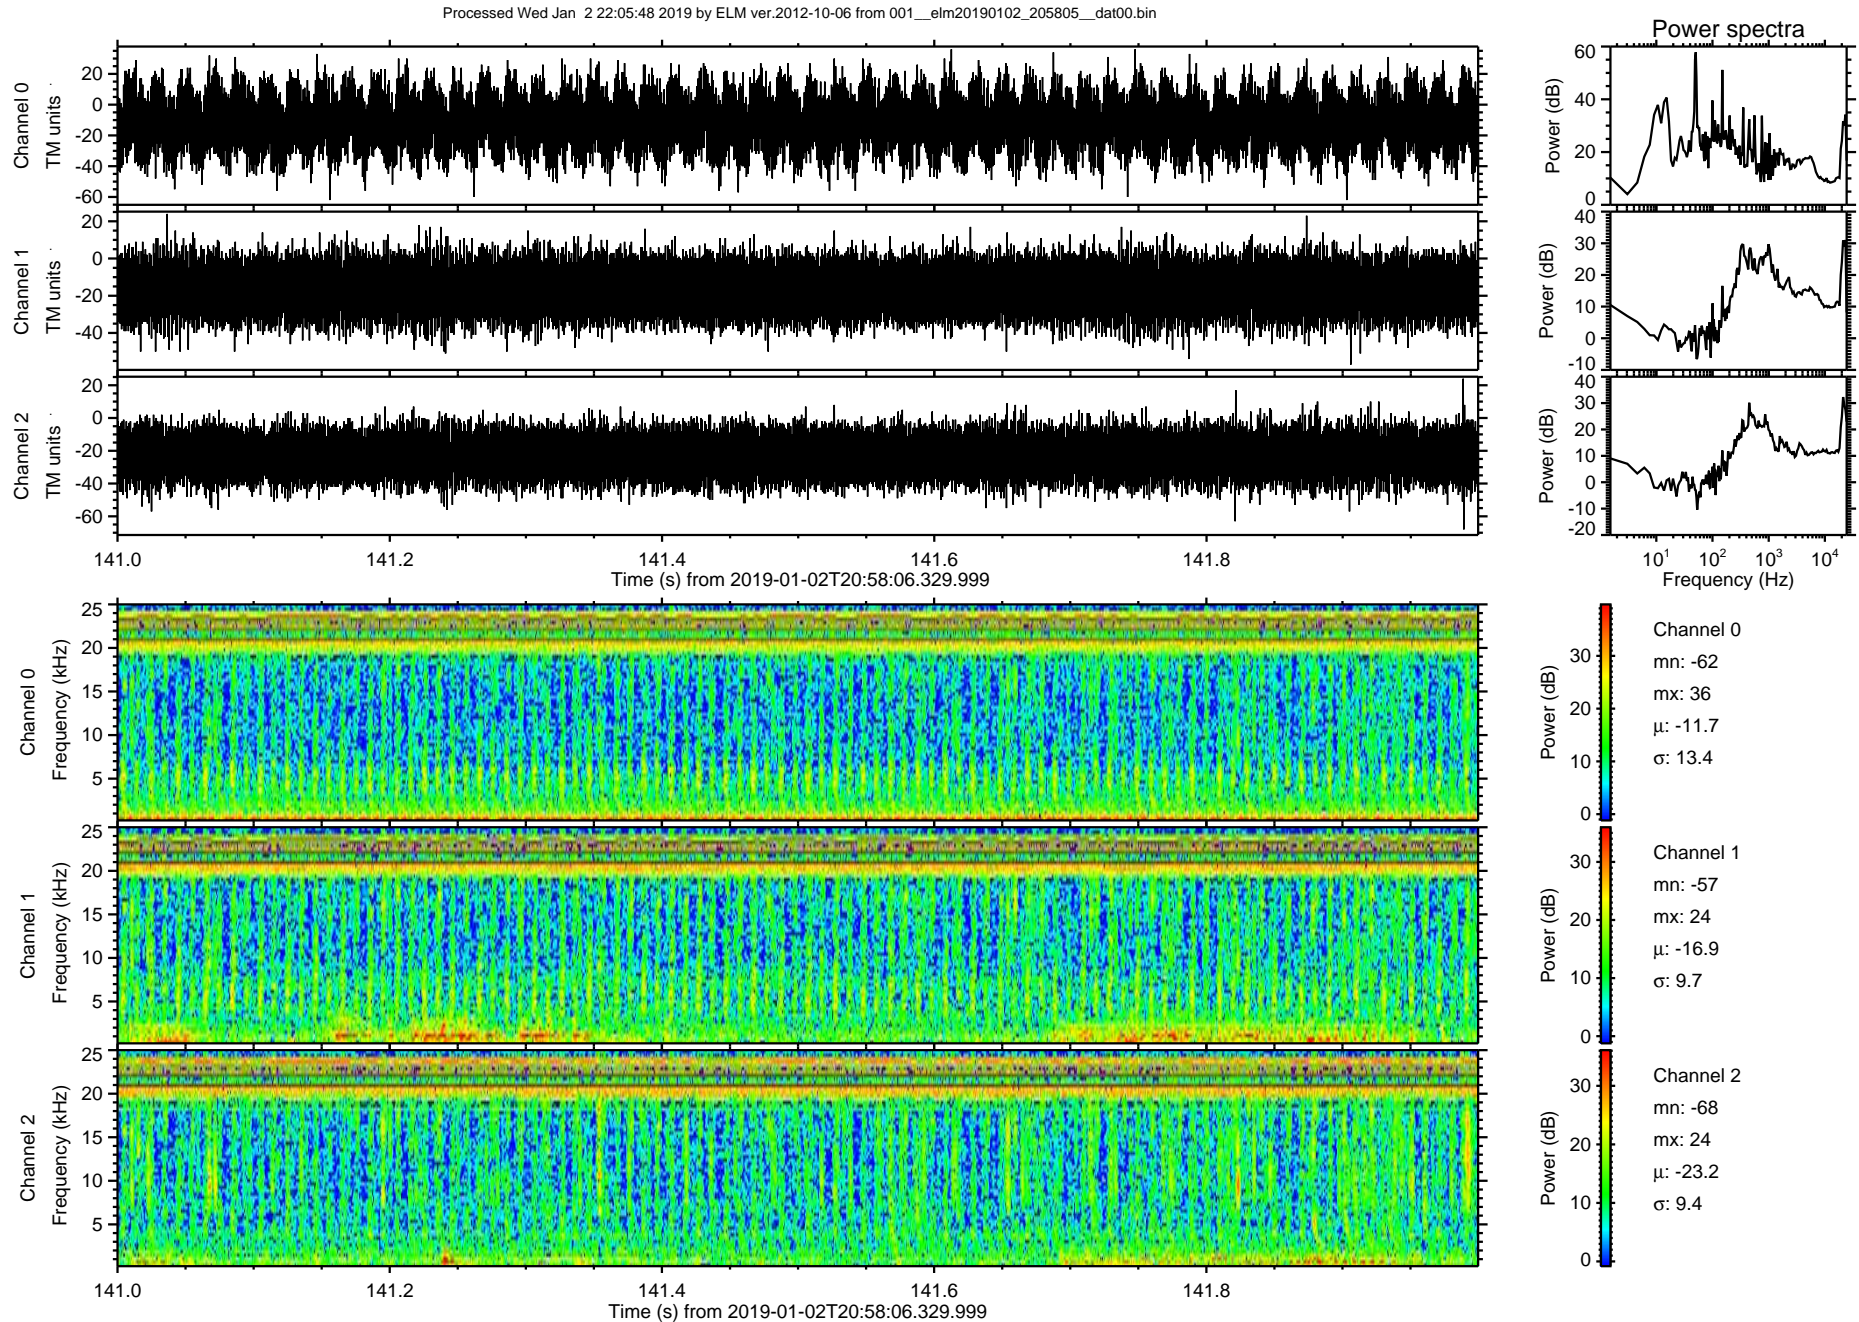 Processed Wed Jan  2 22:05:48 2019 by ELM ver.2012-10-06 from 001__elm20190102_205805__dat00.bin
Power spectra
Channel 0
TM units
20
0
-20
-40
-60
Power (dB)
60
40
20
0
Channel 1
TM units
20
0
-20
-40
Power (dB)
40
30
20
10
0
-10
Channel 2
TM units
20
0
-20
-40
-60
Power (dB)
40
30
20
10
0
-10
-20
141.0 141.2 141.4 141.6 141.8
Time (s) from 2019-01-02T20:58:06.329.999
10^1 10^2 10^3 10^4
Frequency (Hz)
Channel 0
Frequency (kHz)
25
20
15
10
5
Power (dB)
30
20
10
0
Channel 0
mn: -62
mx: 36
μ: -11.7
σ: 13.4
Channel 1
Frequency (kHz)
25
20
15
10
5
Power (dB)
30
20
10
0
Channel 1
mn: -57
mx: 24
μ: -16.9
σ: 9.7
Channel 2
Frequency (kHz)
25
20
15
10
5
Power (dB)
30
20
10
0
Channel 2
mn: -68
mx: 24
μ: -23.2
σ: 9.4
141.0 141.2 141.4 141.6 141.8
Time (s) from 2019-01-02T20:58:06.329.999